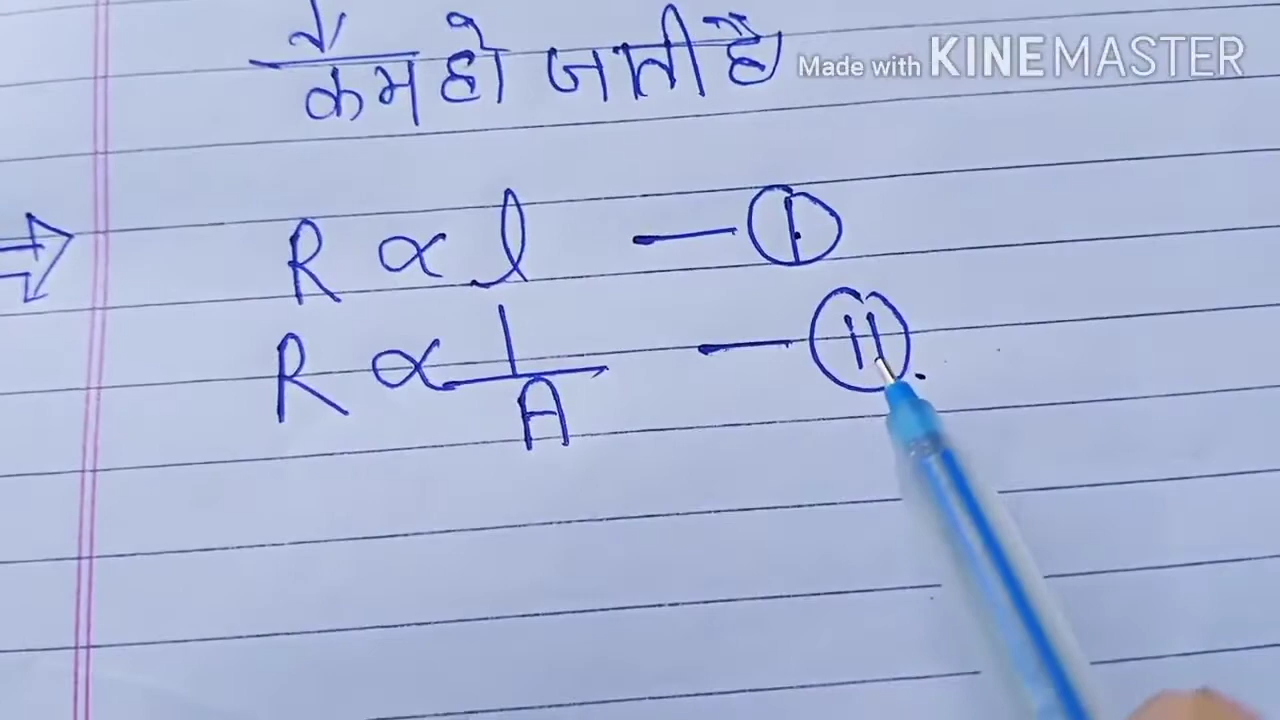 कम हो जाती है
Made with KINEMASTER
⇒ R ∝ l — (I)
R ∝ 1/A — (II).